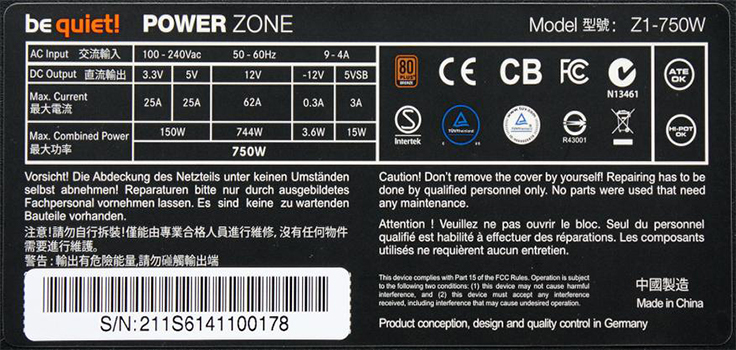 be quiet! POWER ZONE
Model 型號: Z1-750W
AC Input 交流輸入 100 - 240Vac 50 - 60Hz 9 - 4A
DC Output 直流輸出 3.3V 5V 12V -12V 5VSB
Max. Current 最大電流 25A 25A 62A 0.3A 3A
Max. Combined Power 最大功率 150W 744W 3.6W 15W
750W
80 PLUS BRONZE
CE
CB
FC
N13461
ATE OK
Intertek
TÜVRheinland
R43001
HI-POT OK
Vorsicht! Die Abdeckung des Netzteils unter keinen Umständen
selbst abnehmen! Reparaturen bitte nur durch ausgebildetes
Fachpersonal vornehmen lassen. Es sind keine zu wartenden
Bauteile vorhanden.
注意!請勿自行拆裝!僅能由專業合格人員進行維修, 沒有任何物件
需要進行維護。
警告: 輸出有危險能量,請勿碰觸輸出端
S/N: 211S6141100178
Caution! Don't remove the cover by yourself! Repairing has to be
done by qualified personnel only. No parts were used that need
any maintenance.
Attention ! Veuillez ne pas ouvrir le bloc. Seul du personnel
qualifié est habilité à effectuer des réparations. Les composants
utilisés ne requièrent aucun entretien.
This device complies with Part 15 of the FCC Rules. Operation is subject
to the following two conditions: (1) this device may not cause harmful
interference, and (2) this device must accept any interference
received, including interference that may cause undesired operation.
中國製造
Made in China
Product conception, design and quality control in Germany